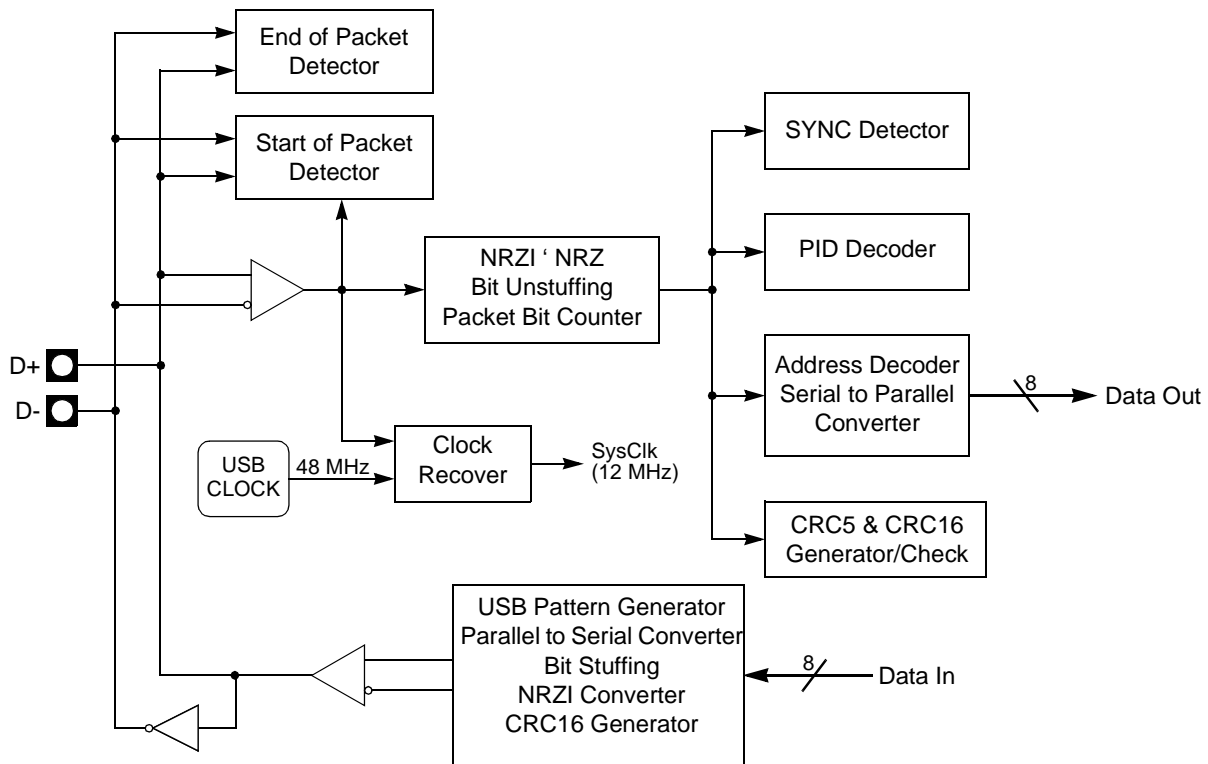 End of Packet
Detector
Start of Packet
Detector
SYNC Detector
NRZI ‘ NRZ
Bit Unstuffing
Packet Bit Counter
PID Decoder
D+
D-
Address Decoder
Serial to Parallel
Converter
8
Data Out
USB
CLOCK
48 MHz
Clock
Recover
SysClk
(12 MHz)
CRC5 & CRC16
Generator/Check
USB Pattern Generator
Parallel to Serial Converter
Bit Stuffing
NRZI Converter
CRC16 Generator
8
Data In